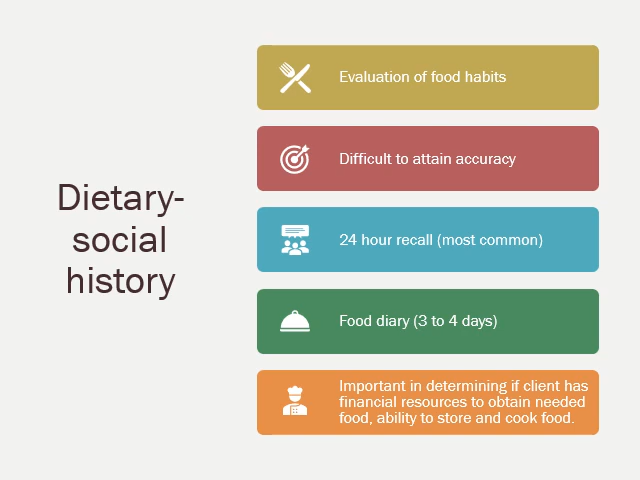 Dietary-
social
history
Evaluation of food habits
Difficult to attain accuracy
24 hour recall (most common)
Food diary (3 to 4 days)
Important in determining if client has
financial resources to obtain needed
food, ability to store and cook food.